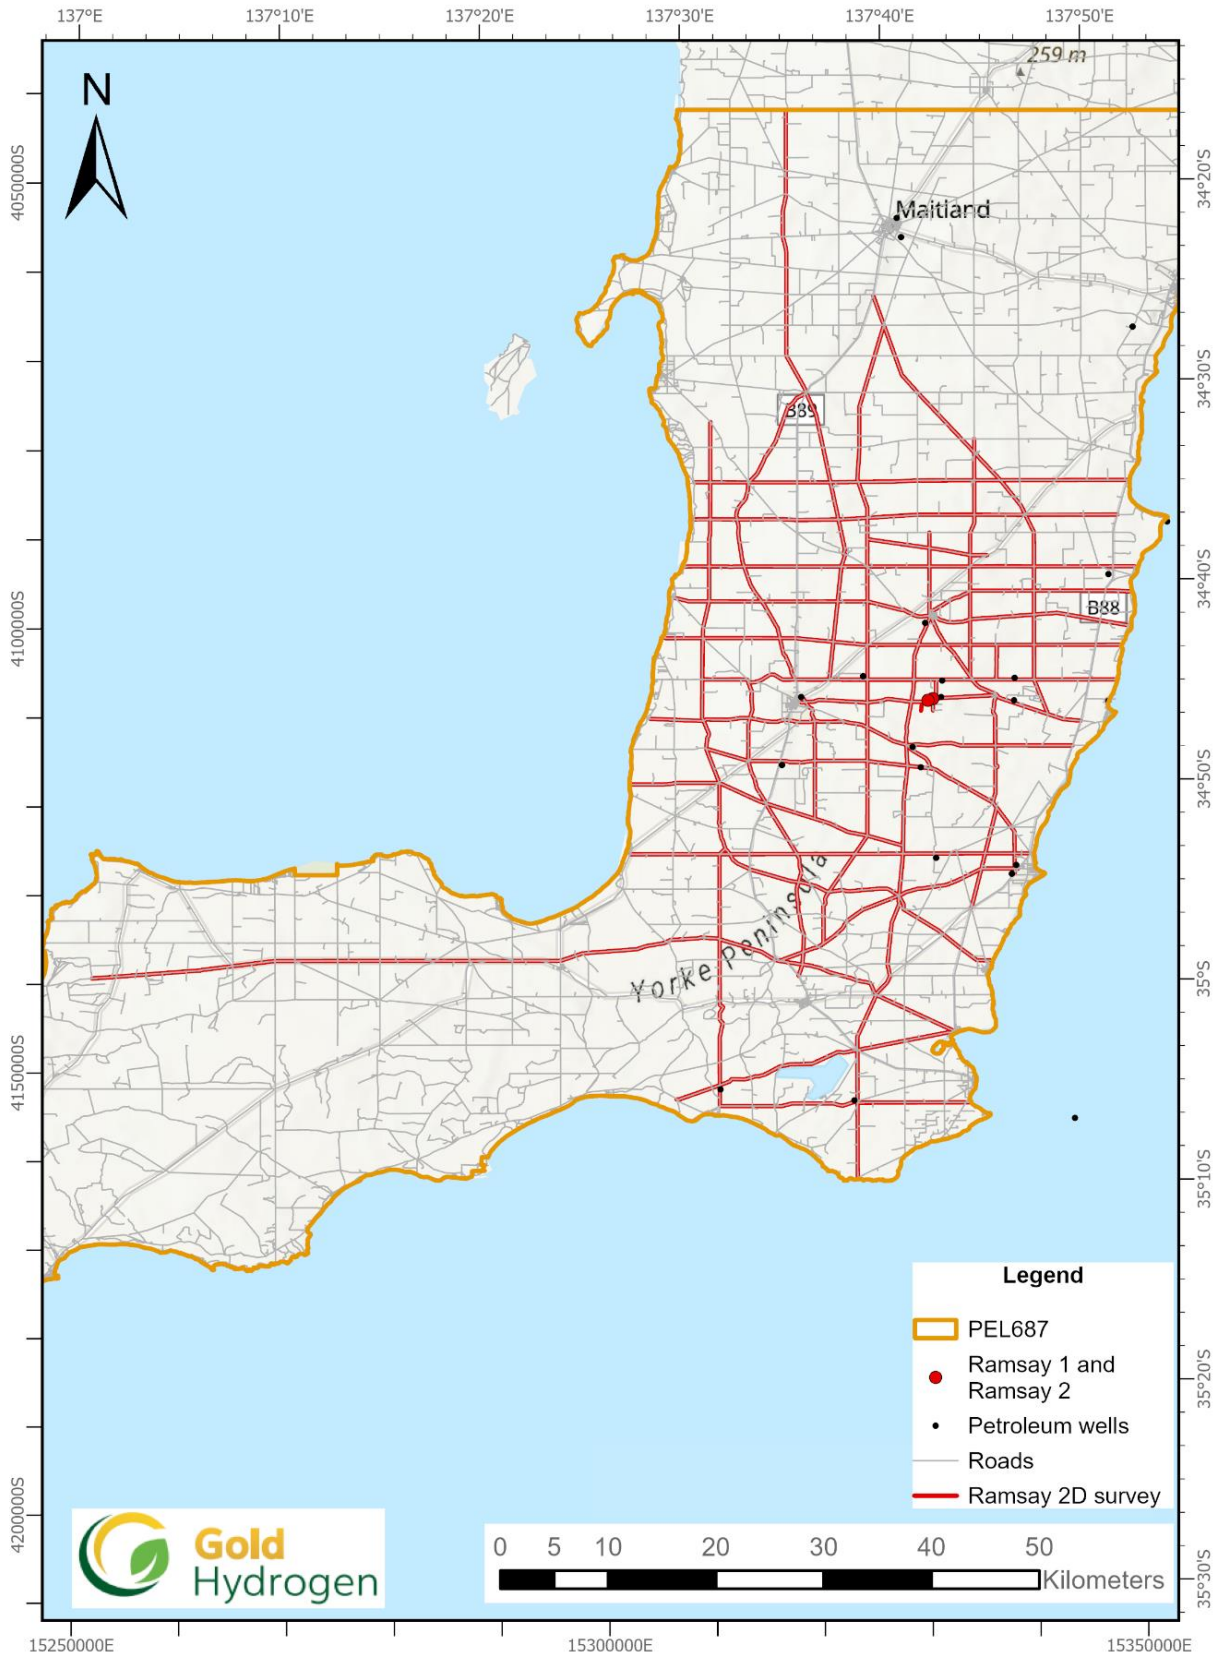 137°E 137°10'E 137°20'E 137°30'E 137°40'E 137°50'E
259 m
N
4050000S
34°20'S
Maitland
34°30'S
B89
34°40'S
B88
4100000S
34°50'S
Yorke Peninsula
35°S
4150000S
35°10'S
Legend
PEL687
Ramsay 1 and
Ramsay 2
35°20'S
Petroleum wells
Roads
Ramsay 2D survey
4200000S
Gold
Hydrogen
0 5 10 20 30 40 50
Kilometers
35°30'S
15250000E 15300000E 15350000E